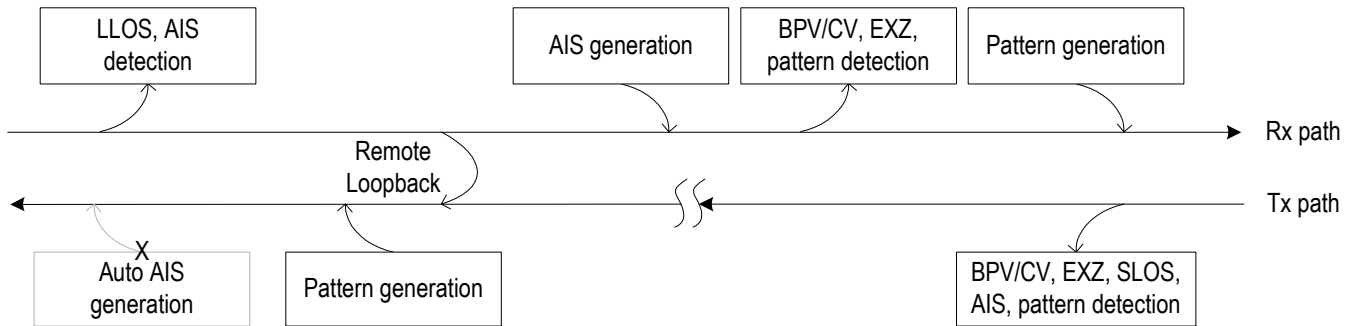 LLOS, AIS
detection
AIS generation
BPV/CV, EXZ,
pattern detection
Pattern generation
Rx path
Remote
Loopback
Tx path
X
Auto AIS
generation
Pattern generation
BPV/CV, EXZ, SLOS,
AIS, pattern detection